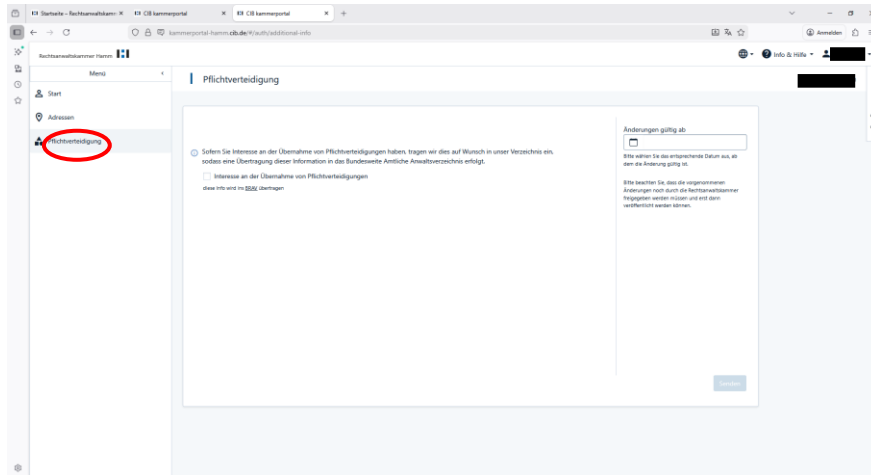 Startseite – Rechtsanwaltskamm
CIB kammerportal
CIB kammerportal
kammerportal-hamm.cib.de/#/auth/additional-info
Anmelden
Rechtsanwaltskammer Hamm
Info & Hilfe
Menü
Pflichtverteidigung
Start
Adressen
Pflichtverteidigung
Sofern Sie Interesse an der Übernahme von Pflichtverteidigungen haben, tragen wir dies auf Wunsch in unser Verzeichnis ein,
sodass eine Übertragung dieser Information in das Bundesweite Amtliche Anwaltsverzeichnis erfolgt.
Interesse an der Übernahme von Pflichtverteidigungen
diese Info wird ins BRAV übertragen
Änderungen gültig ab
Bitte wählen Sie das entsprechende Datum aus, ab
dem die Änderung gültig ist.
Bitte beachten Sie, dass die vorgenommenen
Änderungen noch durch die Rechtsanwaltskammer
freigegeben werden müssen und erst dann
veröffentlicht werden können.
Senden